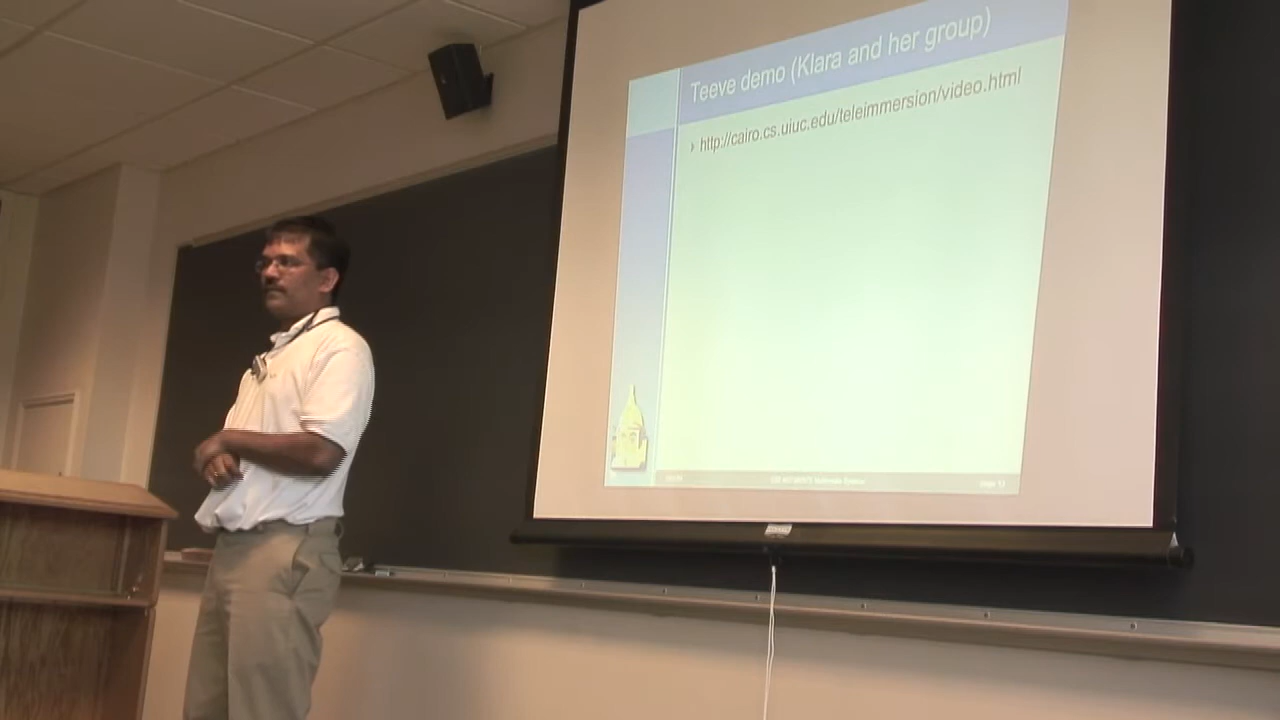 Teeve demo (Klara and her group)
http://cairo.cs.uiuc.edu/teleimmersion/video.html